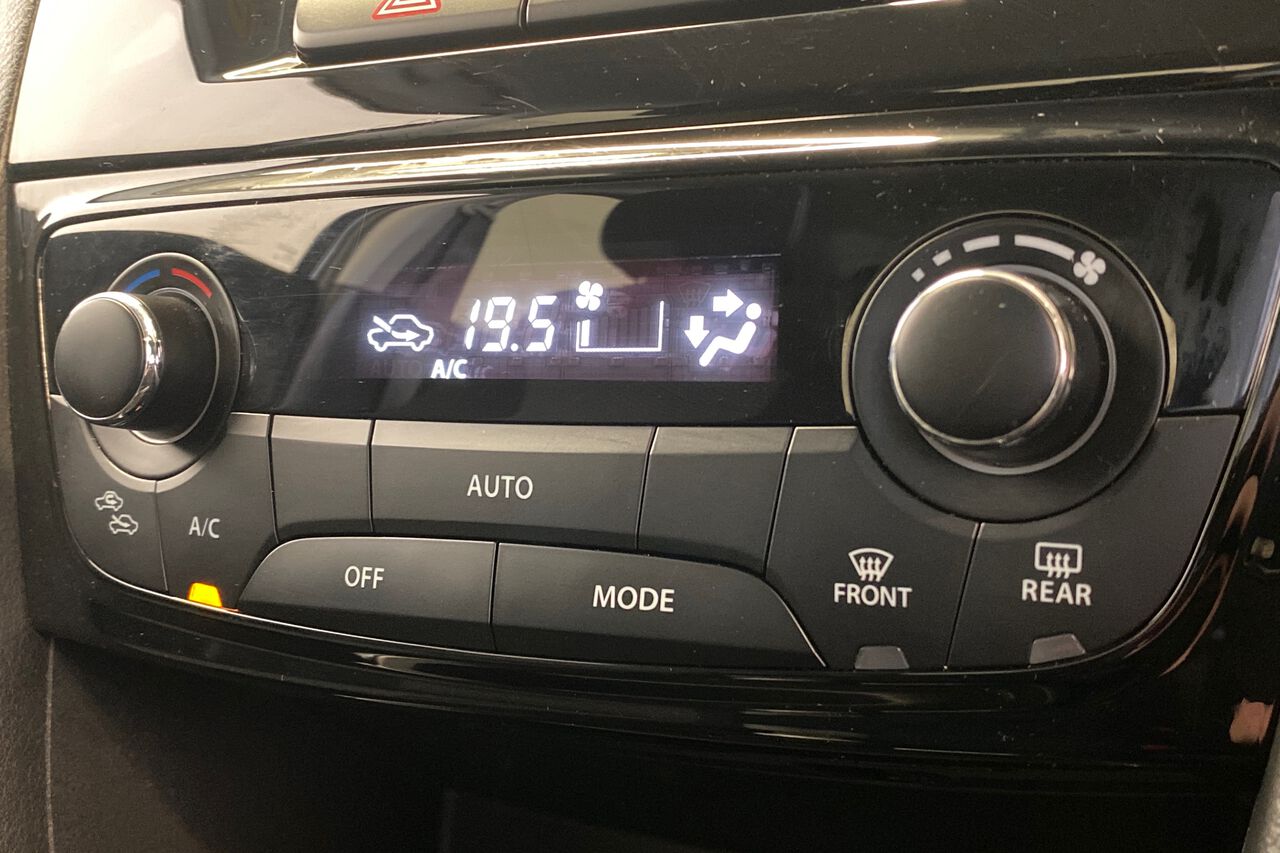 19.5
A/C
AUTO
A/C
OFF
MODE
FRONT
REAR